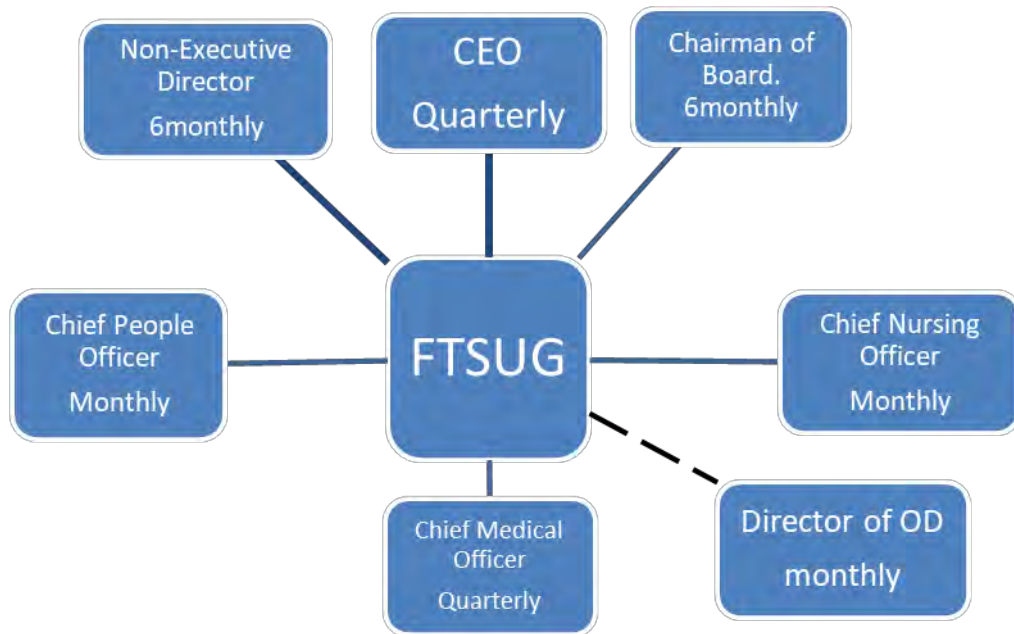 Non-Executive
Director
6monthly
CEO
Quarterly
Chairman of
Board.
6monthly
Chief People
Officer
Monthly
FTSUG
Chief Nursing
Officer
Monthly
Chief Medical
Officer
Quarterly
Director of OD
monthly